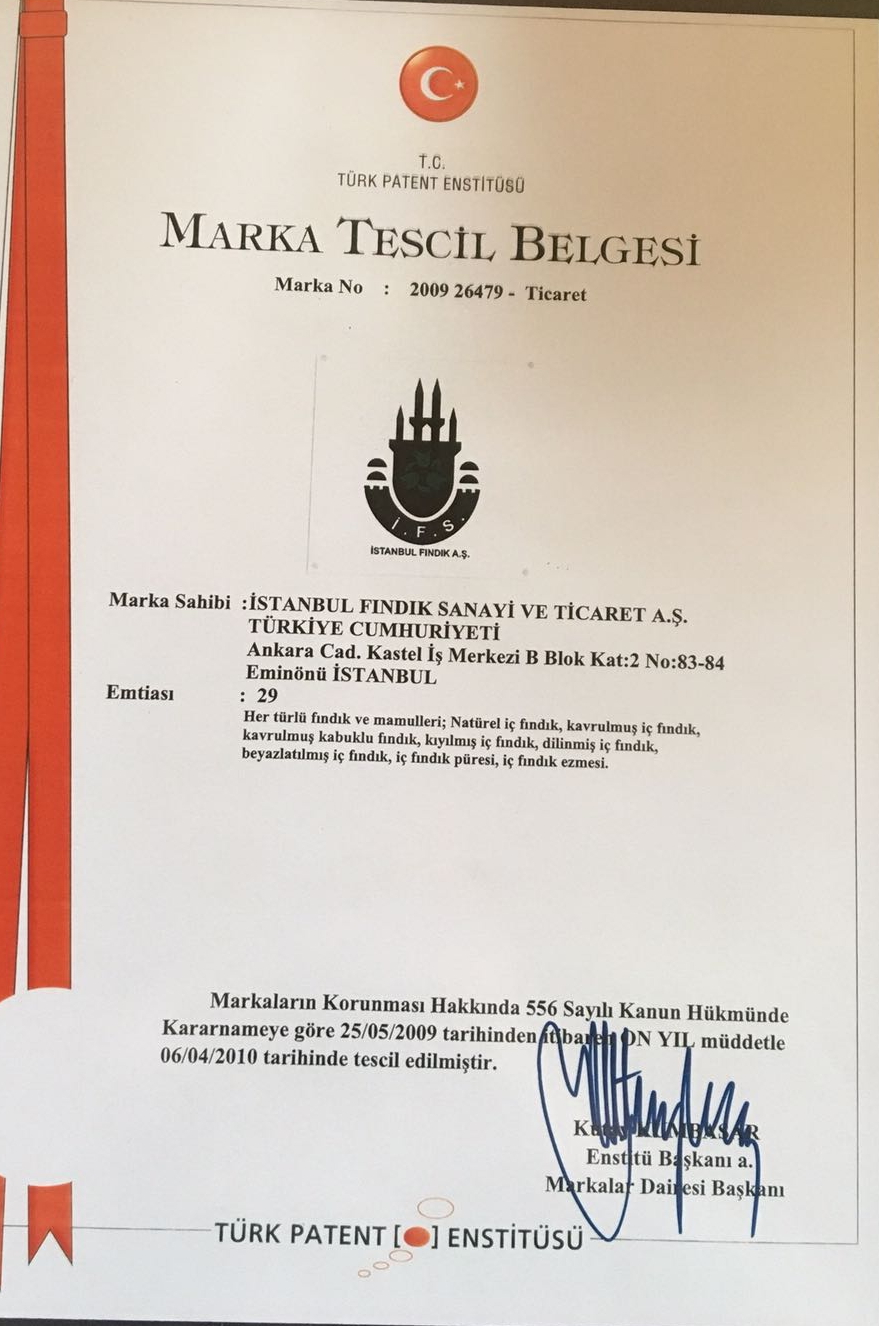 T.C.
TÜRK PATENT ENSTİTÜSÜ
MARKA TESCİL BELGESİ
Marka No : 2009 26479 - Ticaret
İ.F.S.
İSTANBUL FINDIK A.Ş.
Marka Sahibi :İSTANBUL FINDIK SANAYİ VE TİCARET A.Ş.
TÜRKİYE CUMHURİYETİ
Ankara Cad. Kastel İş Merkezi B Blok Kat:2 No:83-84
Eminönü İSTANBUL
Emtiası : 29
Her türlü fındık ve mamulleri; Natürel iç fındık, kavrulmuş iç fındık,
kavrulmuş kabuklu fındık, kıyılmış iç fındık, dilinmiş iç fındık,
beyazlatılmış iç fındık, iç fındık püresi, iç fındık ezmesi.
Markaların Korunması Hakkında 556 Sayılı Kanun Hükmünde
Kararnameye göre 25/05/2009 tarihinden itibaren ON YIL müddetle
06/04/2010 tarihinde tescil edilmiştir.
KUMBASAR
Enstitü Başkanı a.
Markalar Dairesi Başkanı
TÜRK PATENT [ ] ENSTİTÜSÜ